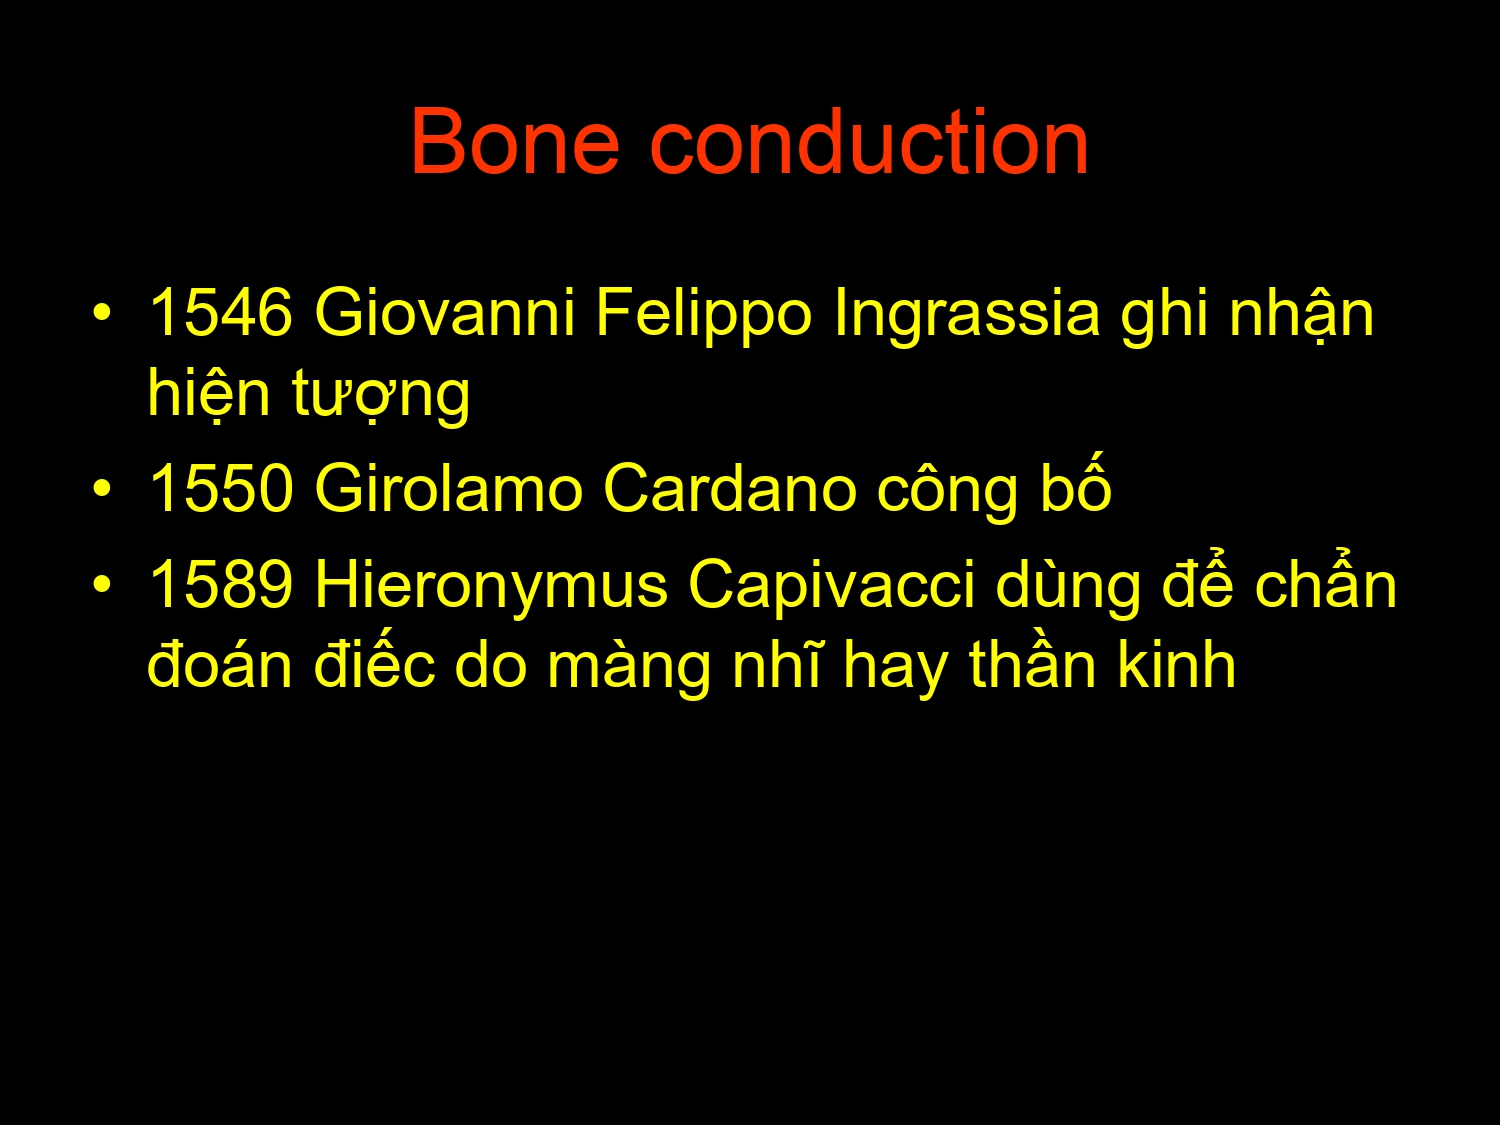 Bone conduction
• 1546 Giovanni Felippo Ingrassia ghi nhận
hiện tượng
• 1550 Girolamo Cardano công bố
• 1589 Hieronymus Capivacci dùng để chẩn
đoán điếc do màng nhĩ hay thần kinh